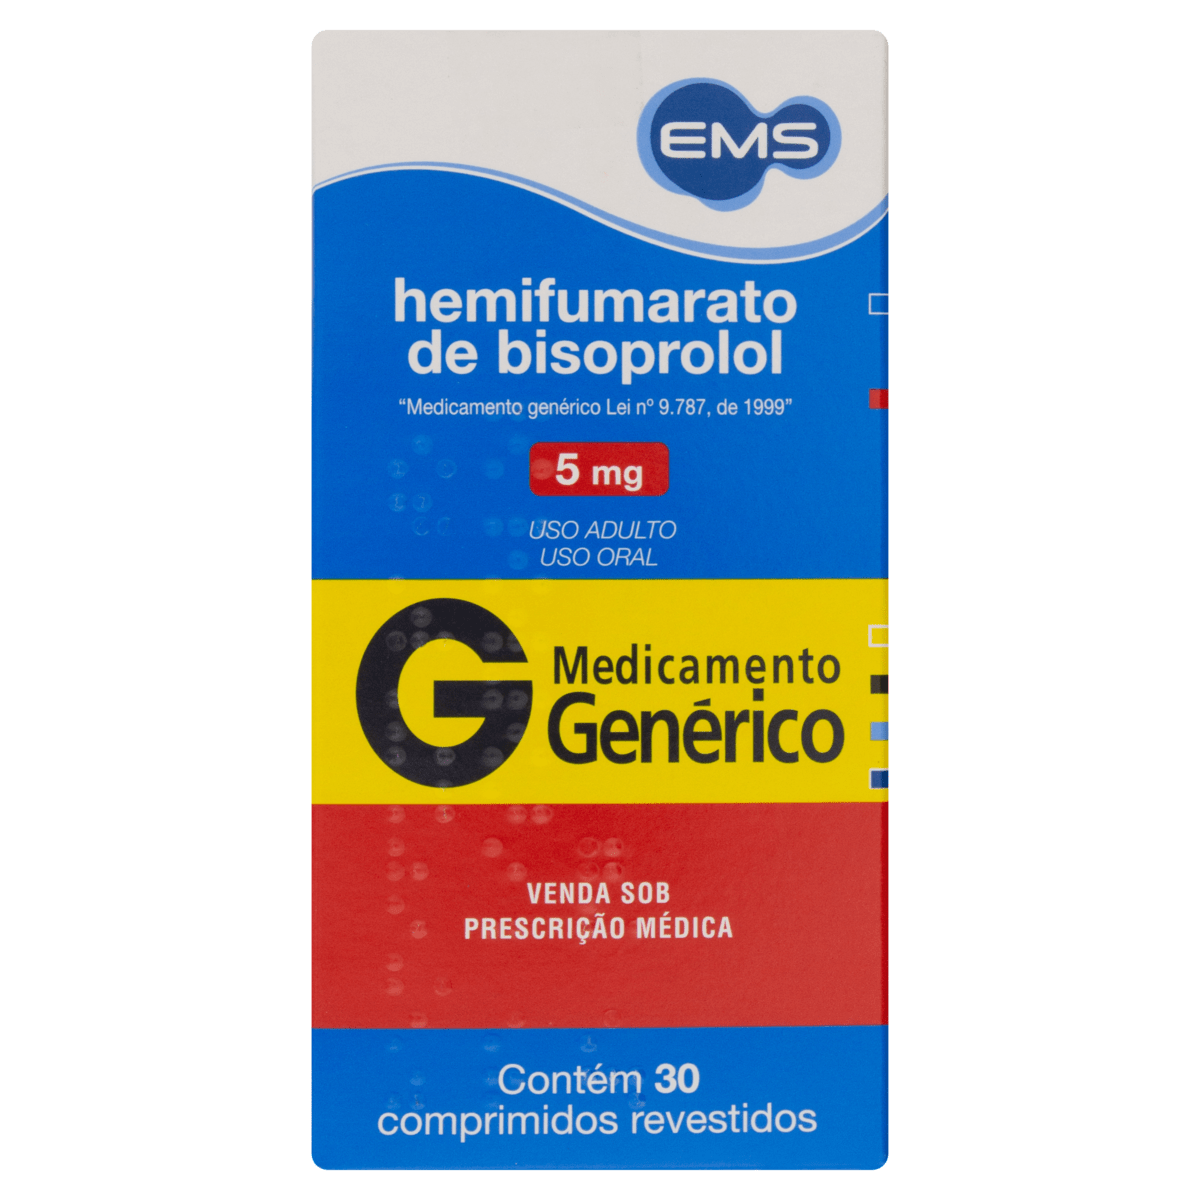 EMS
hemifumarato
de bisoprolol
“Medicamento genérico Lei nº 9.787, de 1999”
5 mg
USO ADULTO
USO ORAL
G Medicamento
Genérico
VENDA SOB
PRESCRIÇÃO MÉDICA
Contém 30
comprimidos revestidos